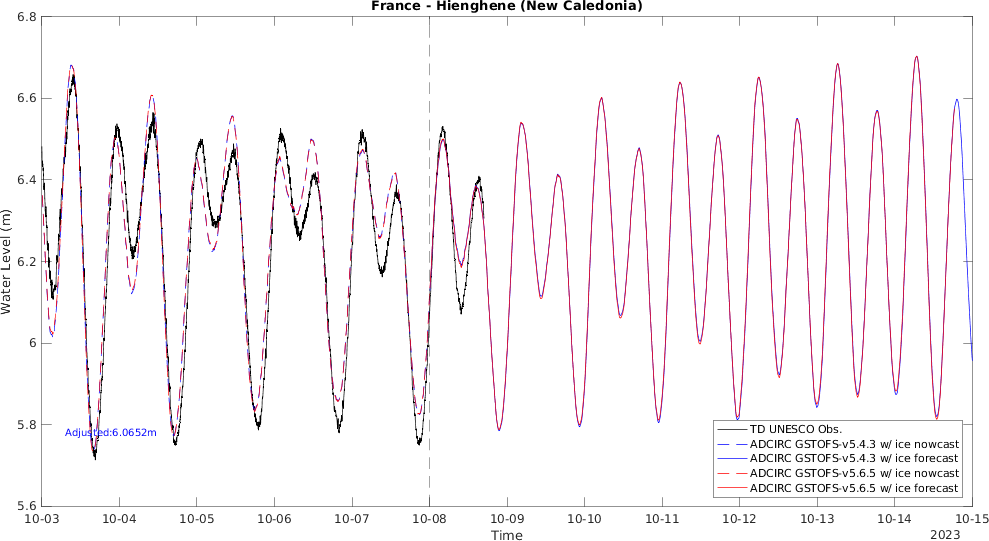 France - Hienghene (New Caledonia)
6.8
6.6
6.4
6.2
6
5.8
5.6
Water Level (m)
Adjusted:6.0652m
TD UNESCO Obs.
ADCIRC GSTOFS-v5.4.3 w/ ice nowcast
ADCIRC GSTOFS-v5.4.3 w/ ice forecast
ADCIRC GSTOFS-v5.6.5 w/ ice nowcast
ADCIRC GSTOFS-v5.6.5 w/ ice forecast
10-03 10-04 10-05 10-06 10-07 10-08 10-09 10-10 10-11 10-12 10-13 10-14 10-15
Time
2023